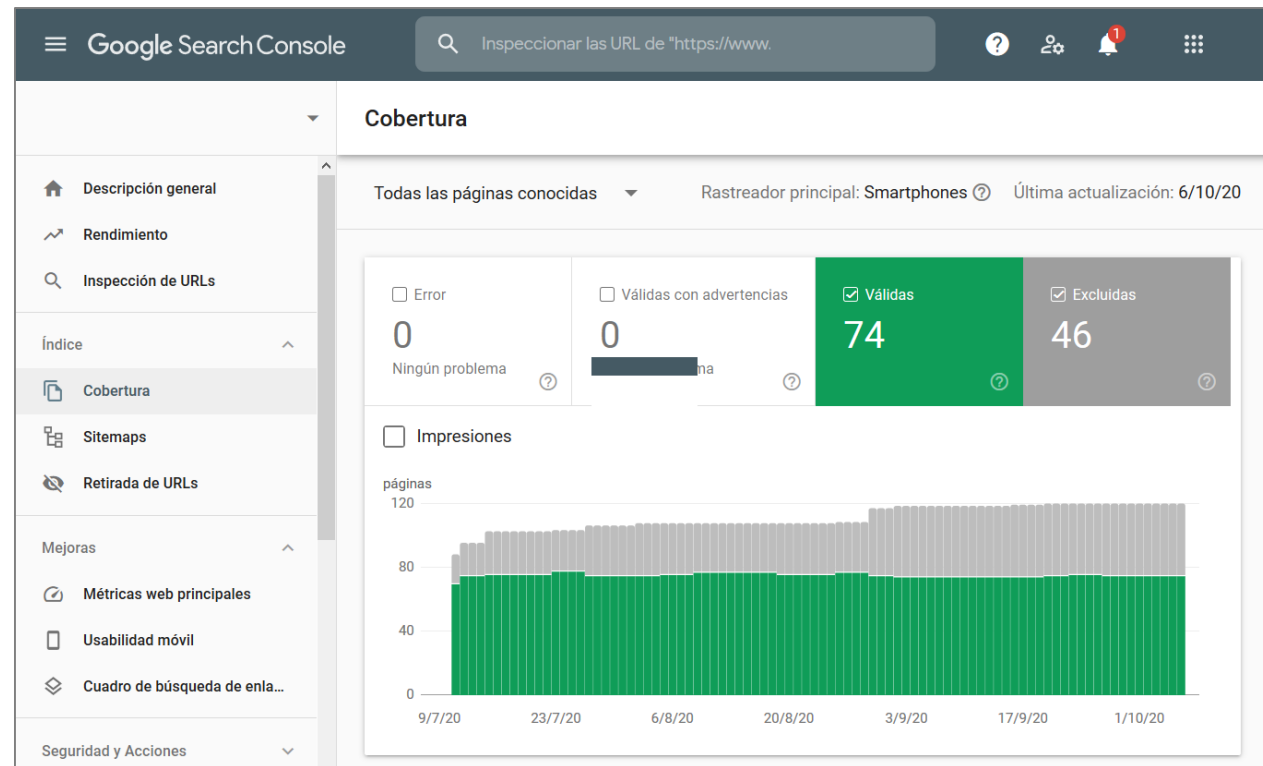 Google Search Console
Inspeccionar las URL de "https://www.
1
Cobertura
Descripción general
Rendimiento
Inspección de URLs
Índice
Cobertura
Sitemaps
Retirada de URLs
Mejoras
Métricas web principales
Usabilidad móvil
Cuadro de búsqueda de enla...
Seguridad y Acciones
Todas las páginas conocidas Rastreador principal: Smartphones Última actualización: 6/10/20
Error
0
Ningún problema
Válidas con advertencias
0
Válidas
74
Excluidas
46
Impresiones
páginas
120
80
40
0
9/7/20 23/7/20 6/8/20 20/8/20 3/9/20 17/9/20 1/10/20